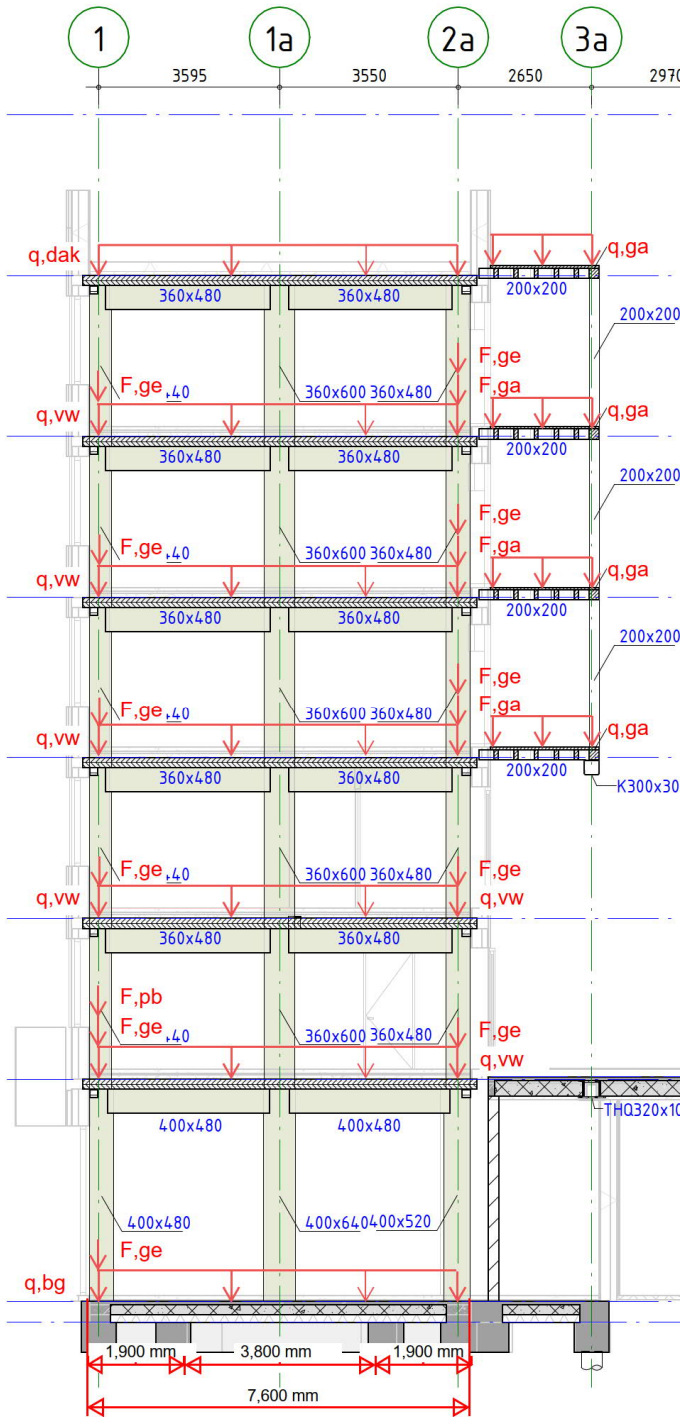 1 1a 2a 3a
3595 3550 2650 2970
q,dak q,ga
360x480 360x480 200x200
200x200
F,ge
F,ge 40 360x600 360x480 F,ga
q,vw q,ga
360x480 360x480 200x200
200x200
F,ge
F,ge 40 360x600 360x480 F,ga
q,vw q,ga
360x480 360x480 200x200
200x200
F,ge
F,ge 40 360x600 360x480 F,ga
q,vw q,ga
360x480 360x480 200x200
K300x30
F,ge 40 360x600 360x480 F,ge
q,vw q,vw
360x480 360x480
F,pb
F,ge 40 360x600 360x480 F,ge
q,vw
THQ320x10
400x480 400x480
400x480 400x640 400x520
F,ge
q,bg
1,900 mm 3,800 mm 1,900 mm
7,600 mm